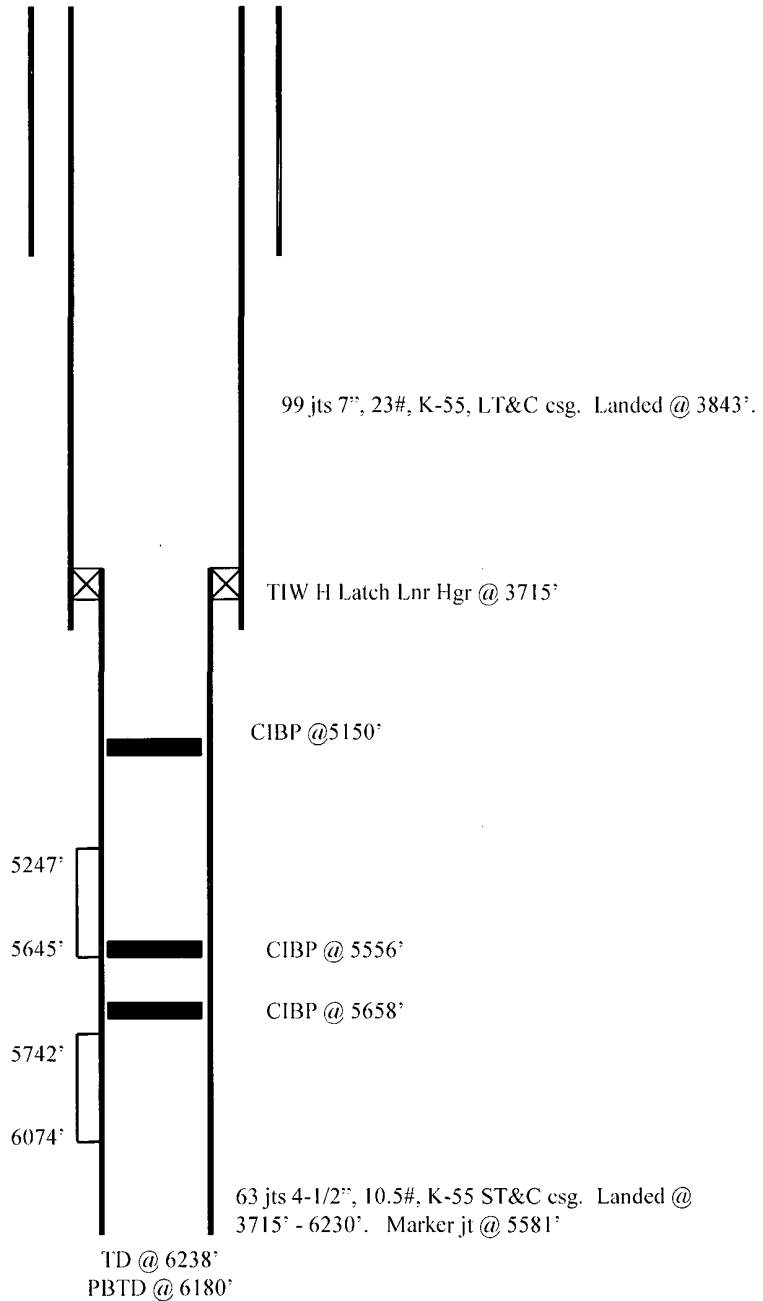 99 jts 7", 23#, K-55, LT&C csg.  Landed @ 3843'.
TIW H Latch Lnr Hgr @ 3715'
CIBP @5150'
5247'
5645'
CIBP @ 5556'
CIBP @ 5658'
5742'
6074'
63 jts 4-1/2", 10.5#, K-55 ST&C csg.  Landed @
3715' - 6230'.   Marker jt @ 5581'
TD @ 6238'
PBTD @ 6180'